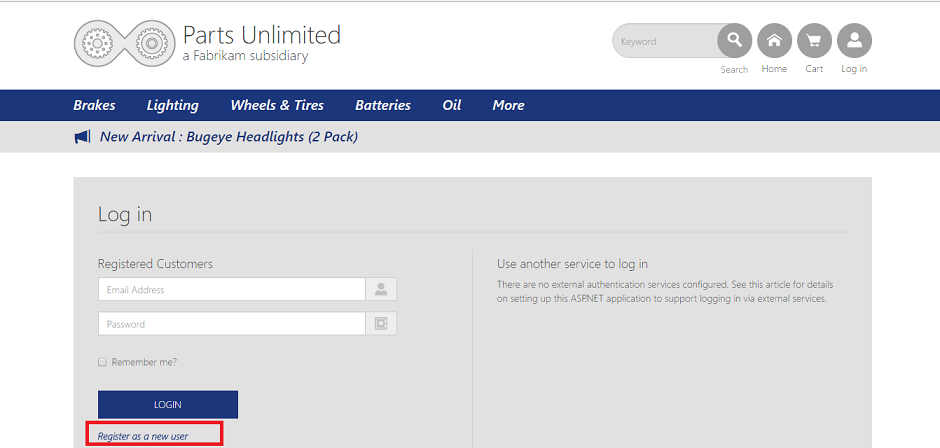 Parts Unlimited
a Fabrikam subsidiary
Keyword
Search
Home
Cart
Log in
Brakes
Lighting
Wheels & Tires
Batteries
Oil
More
New Arrival : Bugeye Headlights (2 Pack)
Log in
Registered Customers
Email Address
Password
Remember me?
LOGIN
Register as a new user
Use another service to log in
There are no external authentication services configured. See this article for details
on setting up this ASP.NET application to support logging in via external services.